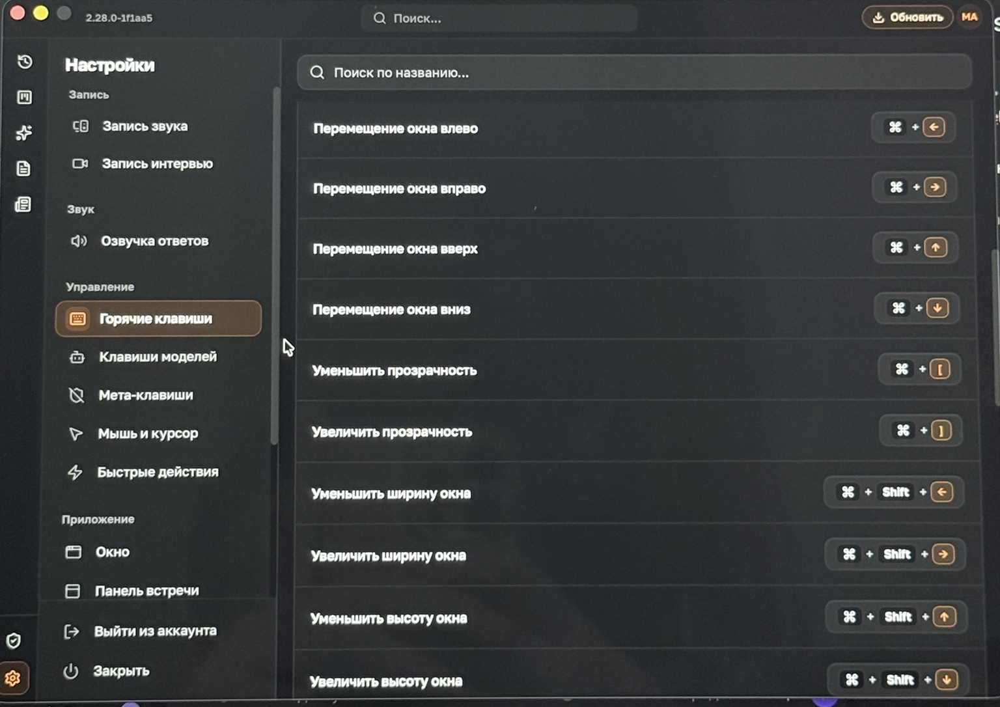 2.28.0-1f1aa5
Поиск...
Обновить
MA
Настройки
Запись
Запись звука
Запись интервью
Звук
Озвучка ответов
Управление
Горячие клавиши
Клавиши моделей
Мета-клавиши
Мышь и курсор
Быстрые действия
Приложение
Окно
Панель встречи
Выйти из аккаунта
Закрыть
Поиск по названию...
Перемещение окна влево ⌘ + ←
Перемещение окна вправо ⌘ + →
Перемещение окна вверх ⌘ + ↑
Перемещение окна вниз ⌘ + ↓
Уменьшить прозрачность ⌘ + [
Увеличить прозрачность ⌘ + ]
Уменьшить ширину окна ⌘ + Shift + ←
Увеличить ширину окна ⌘ + Shift + →
Уменьшить высоту окна ⌘ + Shift + ↑
Увеличить высоту окна ⌘ + Shift + ↓